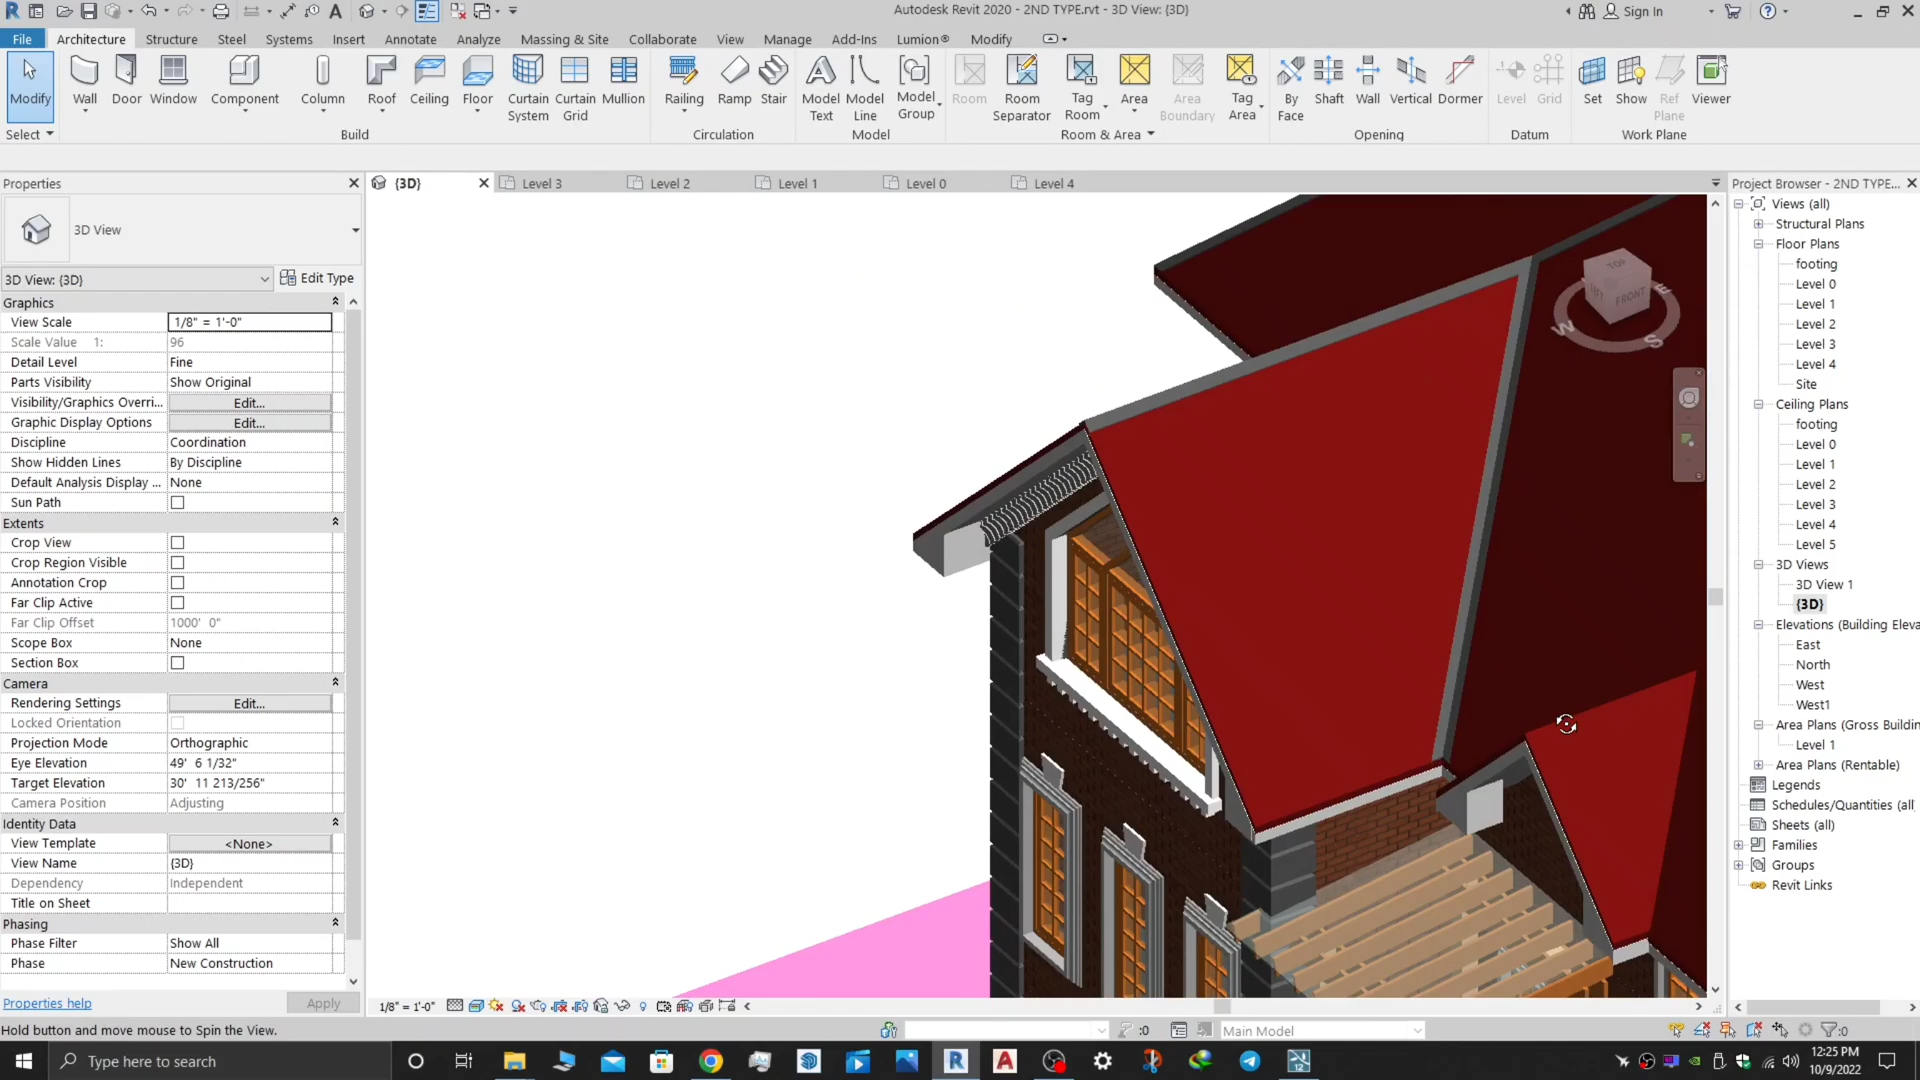 Autodesk Revit 2020 - 2ND TYPE.rvt - 3D View: {3D}
Sign In
File Architecture Structure Steel Systems Insert Annotate Analyze Massing & Site Collaborate View Manage Add-Ins Lumion® Modify
Modify Wall Door Window Component Column Roof Ceiling Floor Curtain System Curtain Grid Mullion Railing Ramp Stair Model Text Model Line Model Group Room Room Separator Tag Room Area Area Boundary Tag Area By Face Shaft Wall Vertical Dormer Level Grid Set Show Ref Plane Viewer
Select Build Circulation Model Room & Area Opening Datum Work Plane
Properties
{3D} Level 3 Level 2 Level 1 Level 0 Level 4
Project Browser - 2ND TYPE...
3D View
3D View: {3D} Edit Type
Graphics
View Scale 1/8" = 1'-0"
Scale Value 1: 96
Detail Level Fine
Parts Visibility Show Original
Visibility/Graphics Overri... Edit...
Graphic Display Options Edit...
Discipline Coordination
Show Hidden Lines By Discipline
Default Analysis Display ... None
Sun Path
Extents
Crop View
Crop Region Visible
Annotation Crop
Far Clip Active
Far Clip Offset 1000' 0"
Scope Box None
Section Box
Camera
Rendering Settings Edit...
Locked Orientation
Projection Mode Orthographic
Eye Elevation 49' 6 1/32"
Target Elevation 30' 11 213/256"
Camera Position Adjusting
Identity Data
View Template <None>
View Name {3D}
Dependency Independent
Title on Sheet
Phasing
Phase Filter Show All
Phase New Construction
Properties help Apply
TOP
FRONT
W
S
E
Views (all)
Structural Plans
Floor Plans
footing
Level 0
Level 1
Level 2
Level 3
Level 4
Site
Ceiling Plans
footing
Level 0
Level 1
Level 2
Level 3
Level 4
Level 5
3D Views
3D View 1
{3D}
Elevations (Building Eleva
East
North
West
West1
Area Plans (Gross Buildin
Level 1
Area Plans (Rentable)
Legends
Schedules/Quantities (all
Sheets (all)
Families
Groups
Revit Links
1/8" = 1'-0"
Hold button and move mouse to Spin the View.
:0
Main Model
:0
Type here to search
12:25 PM
10/9/2022